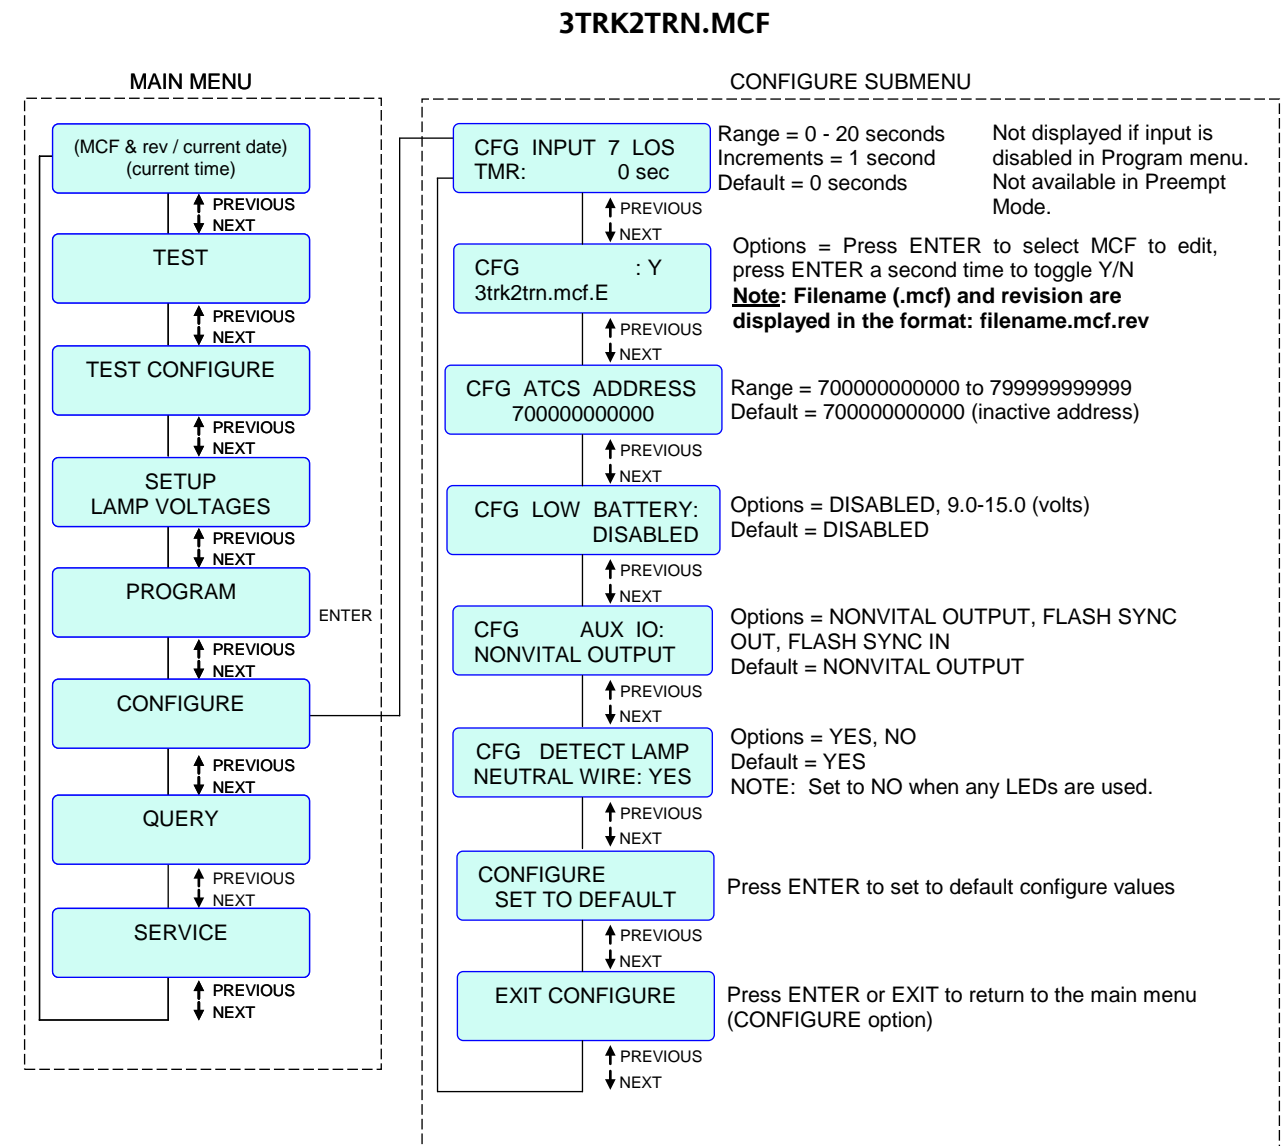 3TRK2TRN.MCF
MAIN MENU
(MCF & rev / current date)
(current time)
PREVIOUS
NEXT
TEST
PREVIOUS
NEXT
TEST CONFIGURE
PREVIOUS
NEXT
SETUP
LAMP VOLTAGES
PREVIOUS
NEXT
PROGRAM
ENTER
PREVIOUS
NEXT
CONFIGURE
PREVIOUS
NEXT
QUERY
PREVIOUS
NEXT
SERVICE
PREVIOUS
NEXT
CONFIGURE SUBMENU
CFG INPUT 7 LOS
TMR: 0 sec
Range = 0 - 20 seconds
Increments = 1 second
Default = 0 seconds
Not displayed if input is
disabled in Program menu.
Not available in Preempt
Mode.
PREVIOUS
NEXT
CFG : Y
3trk2trn.mcf.E
Options = Press ENTER to select MCF to edit,
press ENTER a second time to toggle Y/N
Note: Filename (.mcf) and revision are
displayed in the format: filename.mcf.rev
PREVIOUS
NEXT
CFG ATCS ADDRESS
700000000000
Range = 700000000000 to 799999999999
Default = 700000000000 (inactive address)
PREVIOUS
NEXT
CFG LOW BATTERY:
DISABLED
Options = DISABLED, 9.0-15.0 (volts)
Default = DISABLED
PREVIOUS
NEXT
CFG AUX IO:
NONVITAL OUTPUT
Options = NONVITAL OUTPUT, FLASH SYNC
OUT, FLASH SYNC IN
Default = NONVITAL OUTPUT
PREVIOUS
NEXT
CFG DETECT LAMP
NEUTRAL WIRE: YES
Options = YES, NO
Default = YES
NOTE: Set to NO when any LEDs are used.
PREVIOUS
NEXT
CONFIGURE
SET TO DEFAULT
Press ENTER to set to default configure values
PREVIOUS
NEXT
EXIT CONFIGURE
Press ENTER or EXIT to return to the main menu
(CONFIGURE option)
PREVIOUS
NEXT